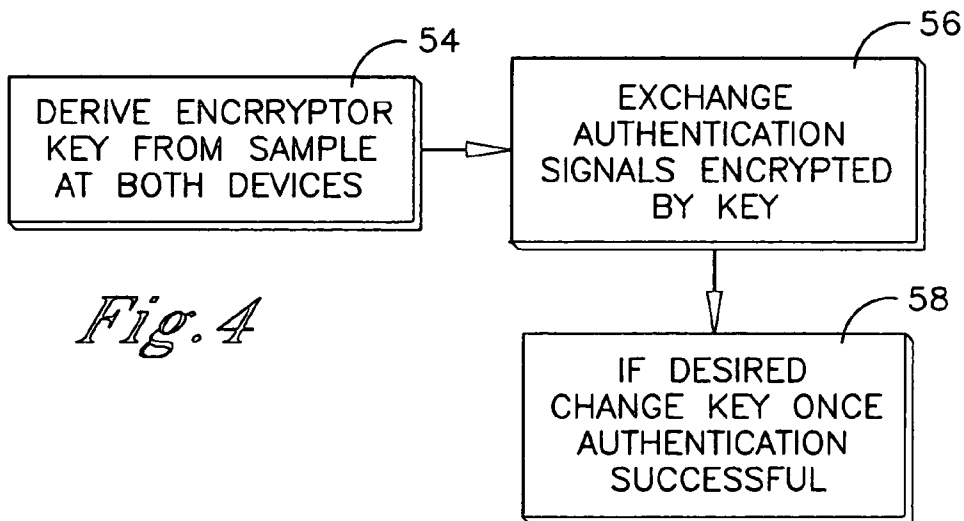 54
DERIVE ENCRRYPTOR
KEY FROM SAMPLE
AT BOTH DEVICES
56
EXCHANGE
AUTHENTICATION
SIGNALS ENCRYPTED
BY KEY
58
IF DESIRED
CHANGE KEY ONCE
AUTHENTICATION
SUCCESSFUL
Fig. 4